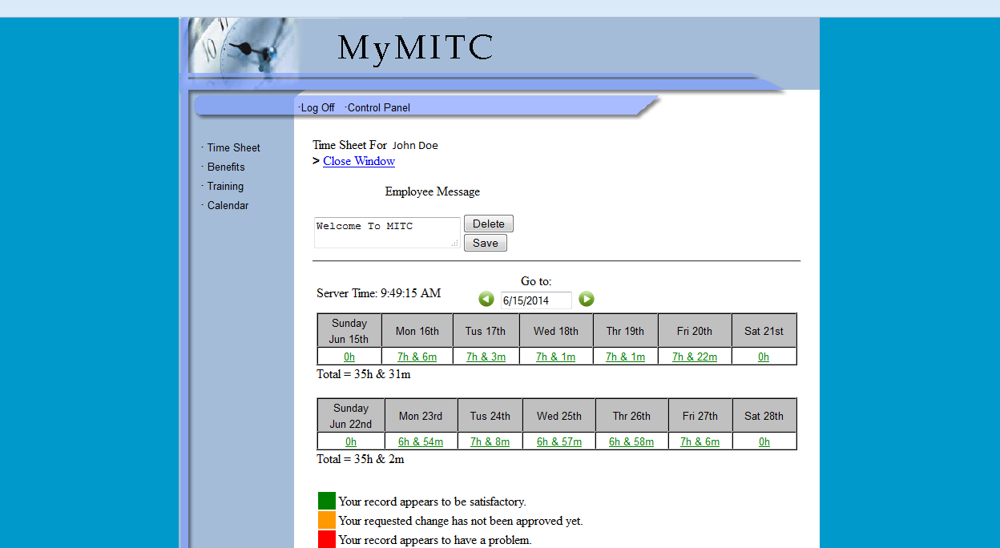 MyMITC
·Log Off ·Control Panel
· Time Sheet
· Benefits
· Training
· Calendar
Time Sheet For John Doe
> Close Window
Employee Message
Welcome To MITC
Delete
Save
Go to:
Server Time: 9:49:15 AM
6/15/2014
Sunday Jun 15th Mon 16th Tus 17th Wed 18th Thr 19th Fri 20th Sat 21st
0h 7h & 6m 7h & 3m 7h & 1m 7h & 1m 7h & 22m 0h
Total = 35h & 31m
Sunday Jun 22nd Mon 23rd Tus 24th Wed 25th Thr 26th Fri 27th Sat 28th
0h 6h & 54m 7h & 8m 6h & 57m 6h & 58m 7h & 6m 0h
Total = 35h & 2m
Your record appears to be satisfactory.
Your requested change has not been approved yet.
Your record appears to have a problem.